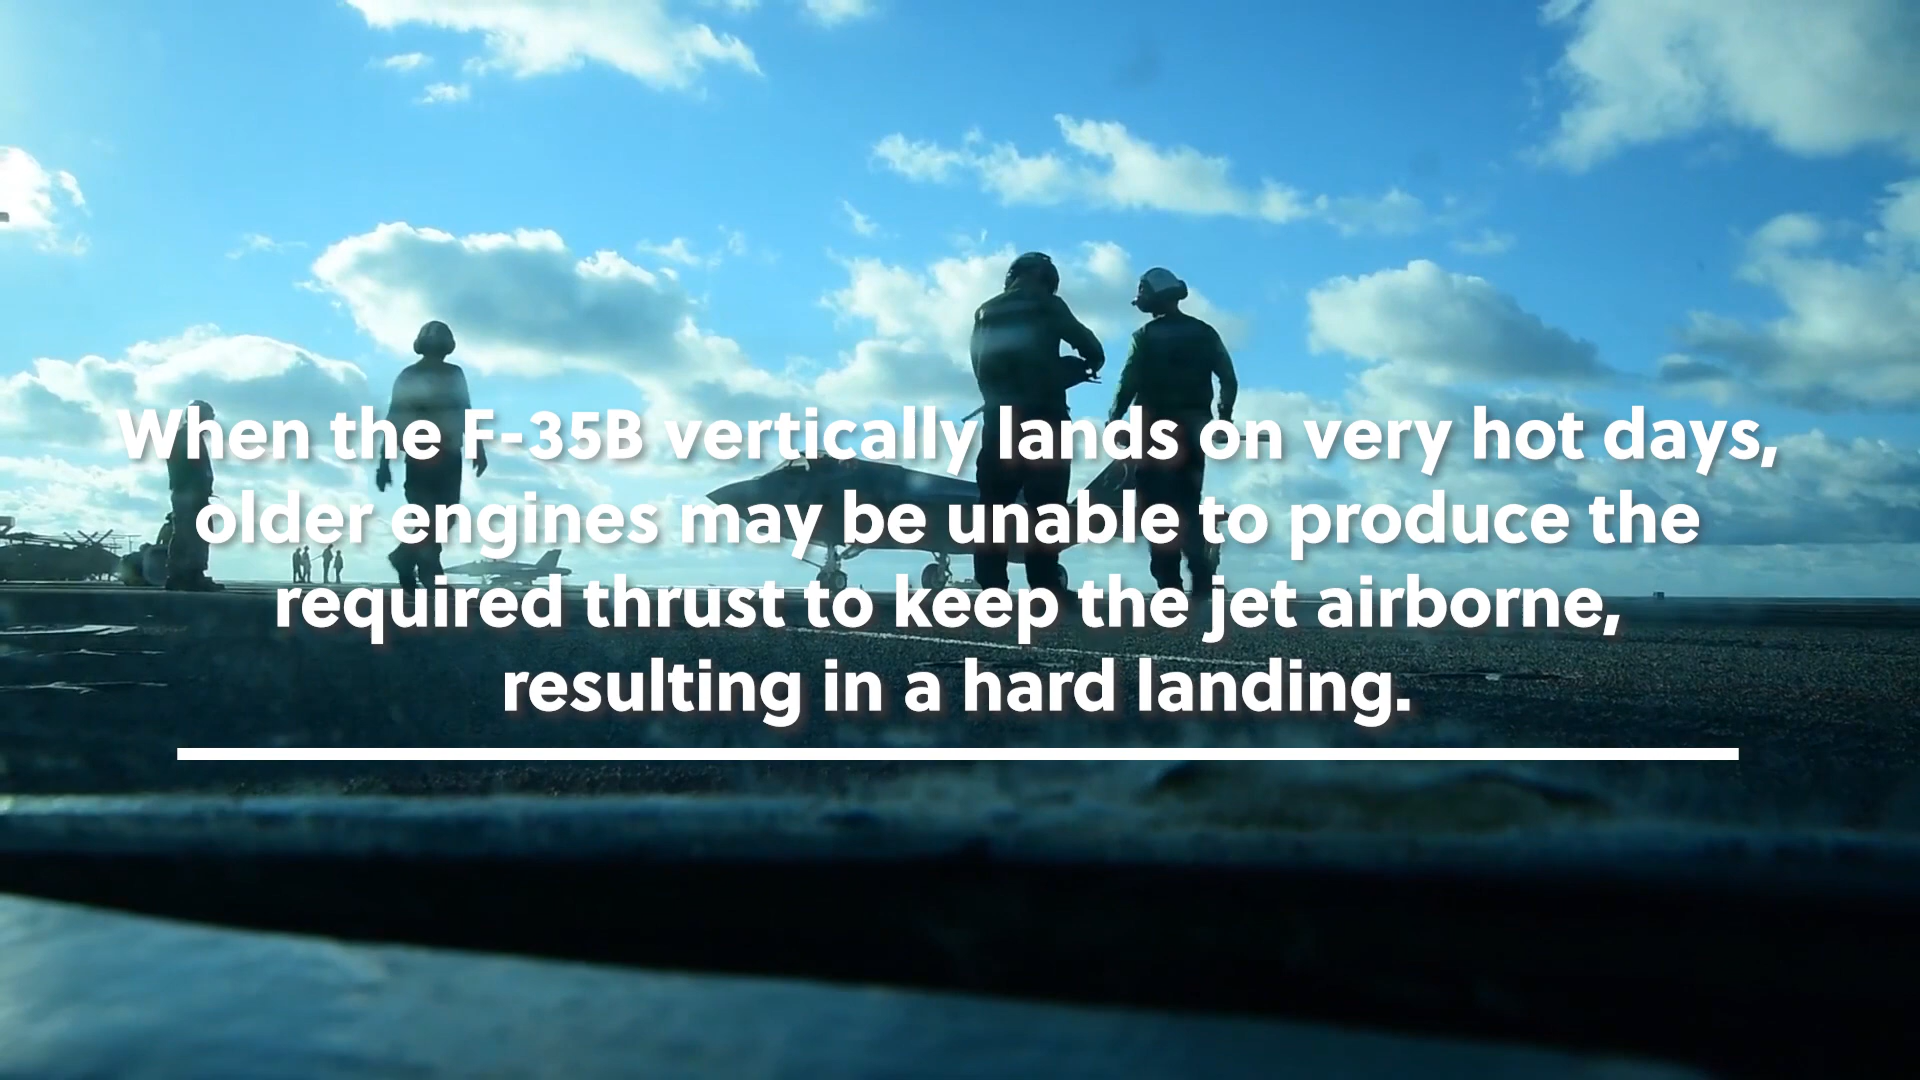 When the F-35B vertically lands on very hot days,
older engines may be unable to produce the
required thrust to keep the jet airborne,
resulting in a hard landing.